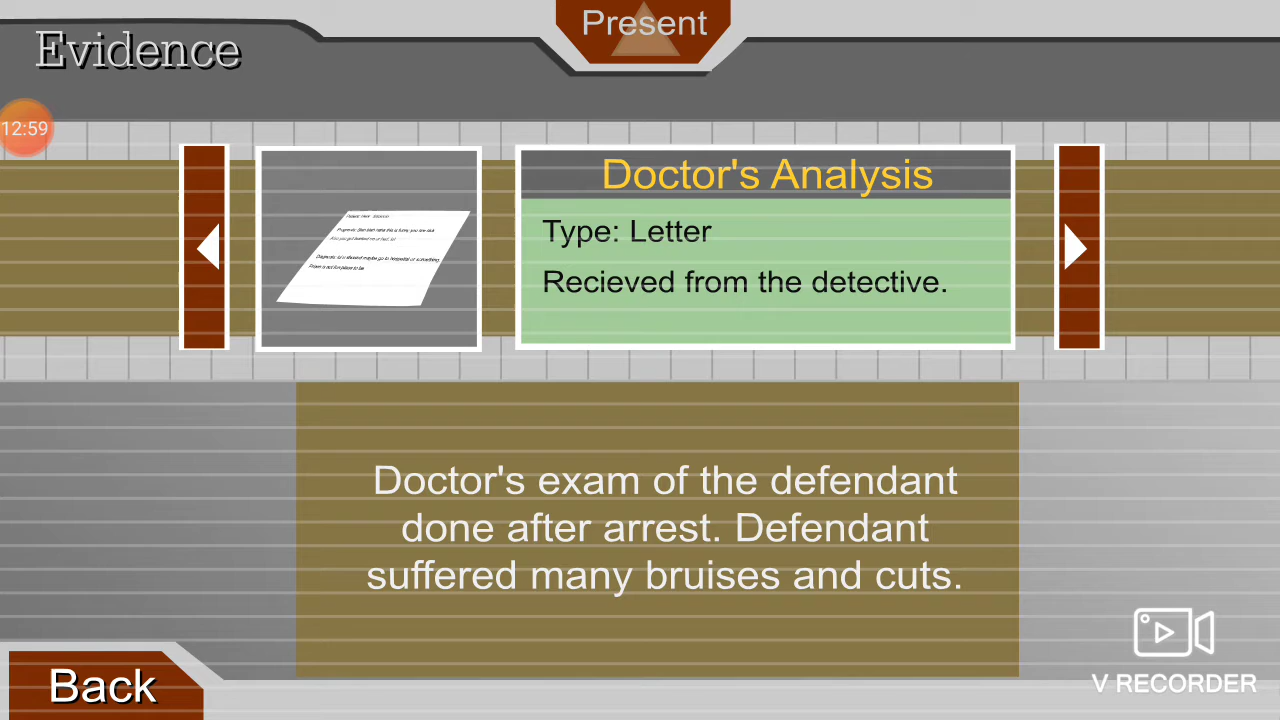 Present
Evidence
12:59
Doctor's Analysis
Type: Letter
Recieved from the detective.
Doctor's exam of the defendant
done after arrest. Defendant
suffered many bruises and cuts.
Back
V RECORDER